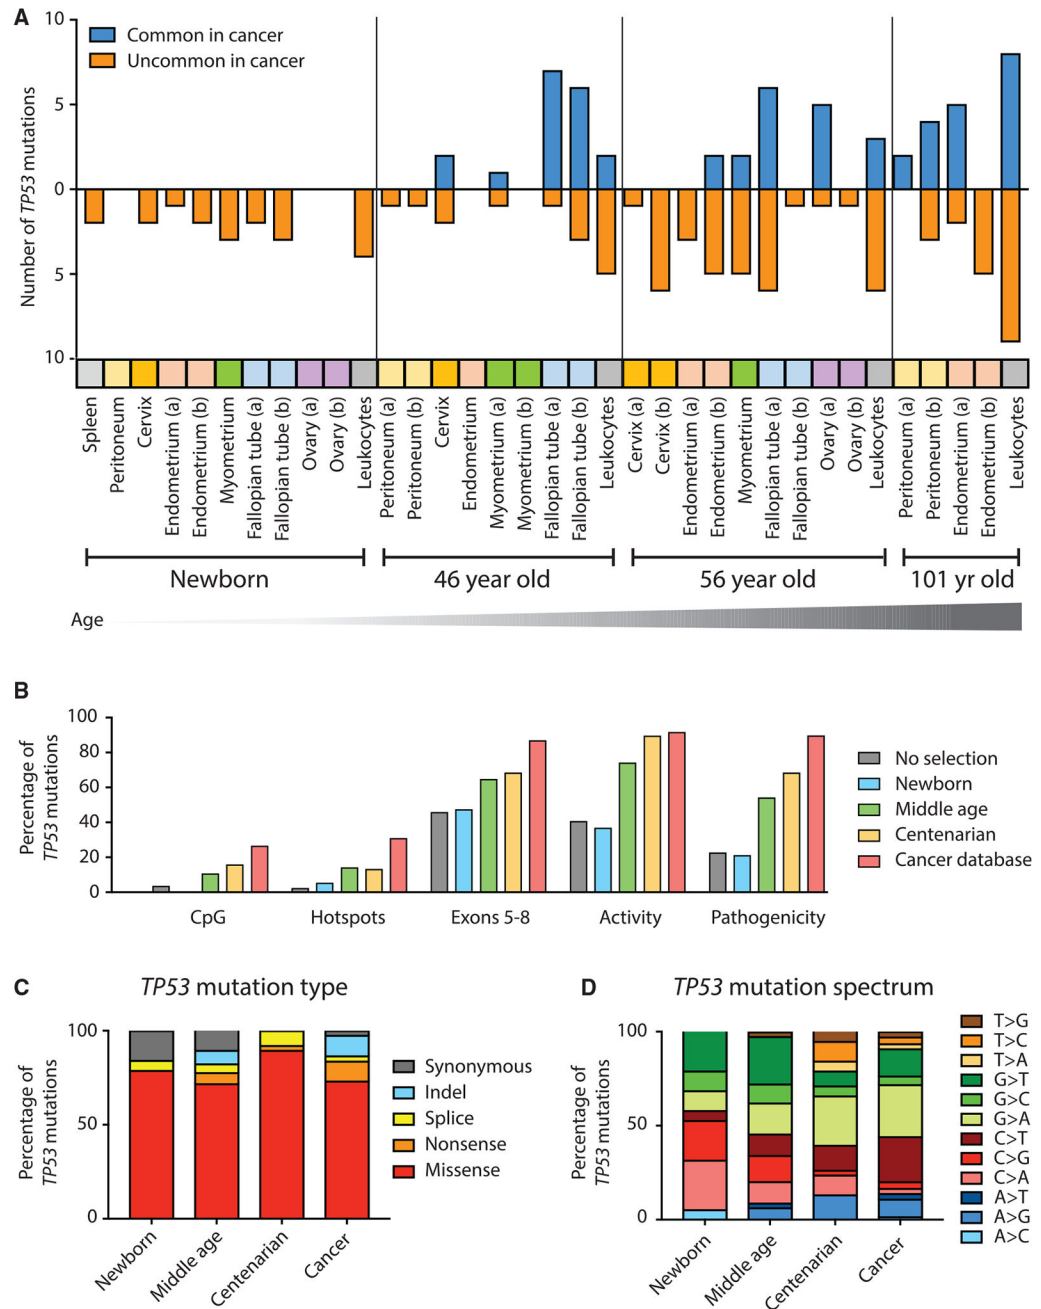 A
10
5
0
5
10
Number of TP53 mutations
Common in cancer
Uncommon in cancer
Spleen
Peritoneum
Cervix
Endometrium (a)
Endometrium (b)
Myometrium
Fallopian tube (a)
Fallopian tube (b)
Ovary (a)
Ovary (b)
Leukocytes
Peritoneum (a)
Peritoneum (b)
Cervix
Endometrium
Myometrium (a)
Myometrium (b)
Fallopian tube (a)
Fallopian tube (b)
Leukocytes
Cervix (a)
Cervix (b)
Endometrium (a)
Endometrium (b)
Myometrium
Fallopian tube (a)
Fallopian tube (b)
Ovary (a)
Ovary (b)
Leukocytes
Peritoneum (a)
Peritoneum (b)
Endometrium (a)
Endometrium (b)
Leukocytes
Newborn
46 year old
56 year old
101 yr old
Age
B
Percentage of
TP53 mutations
100
80
60
40
20
0
CpG
Hotspots
Exons 5-8
Activity
Pathogenicity
No selection
Newborn
Middle age
Centenarian
Cancer database
C
TP53 mutation type
Percentage of
TP53 mutations
100
50
0
Newborn
Middle age
Centenarian
Cancer
Synonymous
Indel
Splice
Nonsense
Missense
D
TP53 mutation spectrum
Percentage of
TP53 mutations
100
50
0
Newborn
Middle age
Centenarian
Cancer
T>G
T>C
T>A
G>T
G>C
G>A
C>T
C>G
C>A
A>T
A>G
A>C